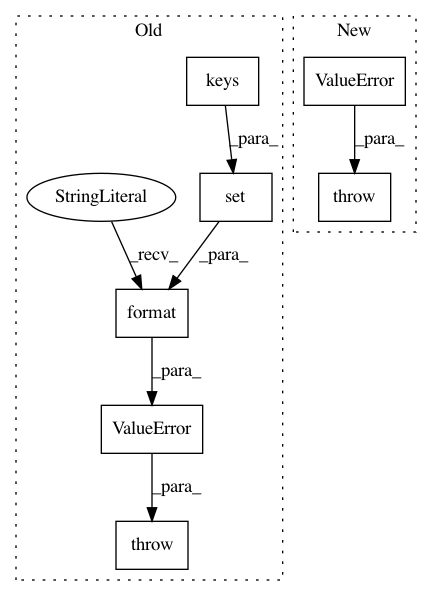 Old
New
keys
ValueError
_para_
_para_
StringLiteral
set
throw
_recv_
_para_
format
_para_
ValueError
_para_
throw